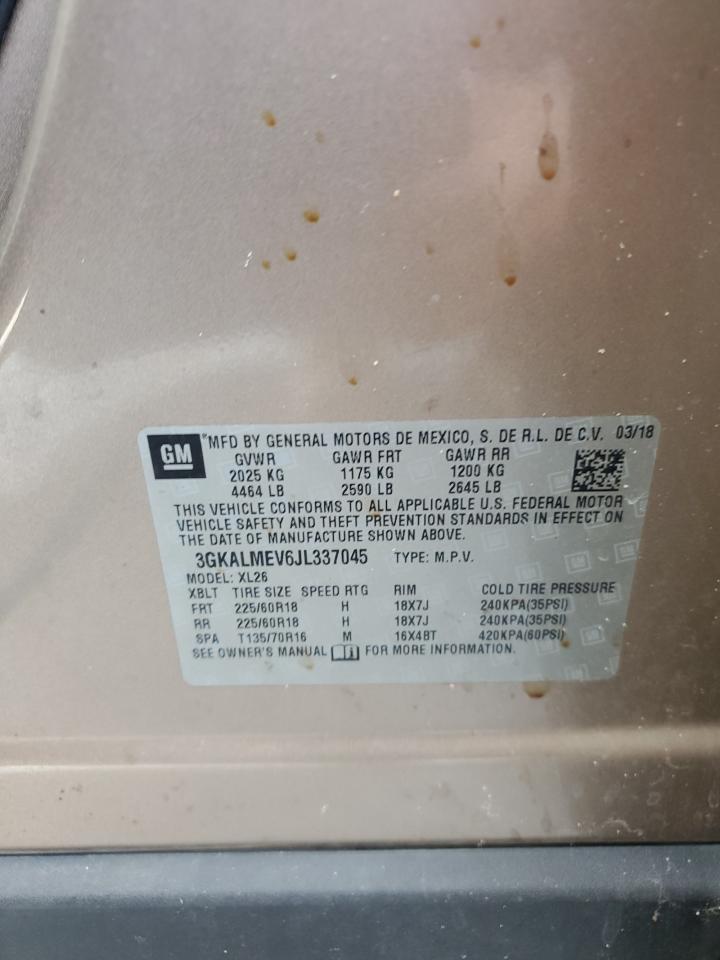 GM
MFD BY GENERAL MOTORS DE MEXICO, S. DE R.L. DE C.V. 03/18
GVWR GAWR FRT GAWR RR
2025 KG 1175 KG 1200 KG
4464 LB 2590 LB 2645 LB
THIS VEHICLE CONFORMS TO ALL APPLICABLE U.S. FEDERAL MOTOR
VEHICLE SAFETY AND THEFT PREVENTION STANDARDS IN EFFECT ON
THE DATE OF MANUFACTURE SHOWN ABOVE.
3GKALMEV6JL337045 TYPE: M.P.V.
MODEL: XL26
XBLT TIRE SIZE SPEED RTG RIM COLD TIRE PRESSURE
FRT 225/60R18 H 18X7J 240KPA(35PSI)
RR 225/60R18 H 18X7J 240KPA(35PSI)
SPA T135/70R16 M 16X4BT 420KPA(60PSI)
SEE OWNER'S MANUAL FOR MORE INFORMATION.